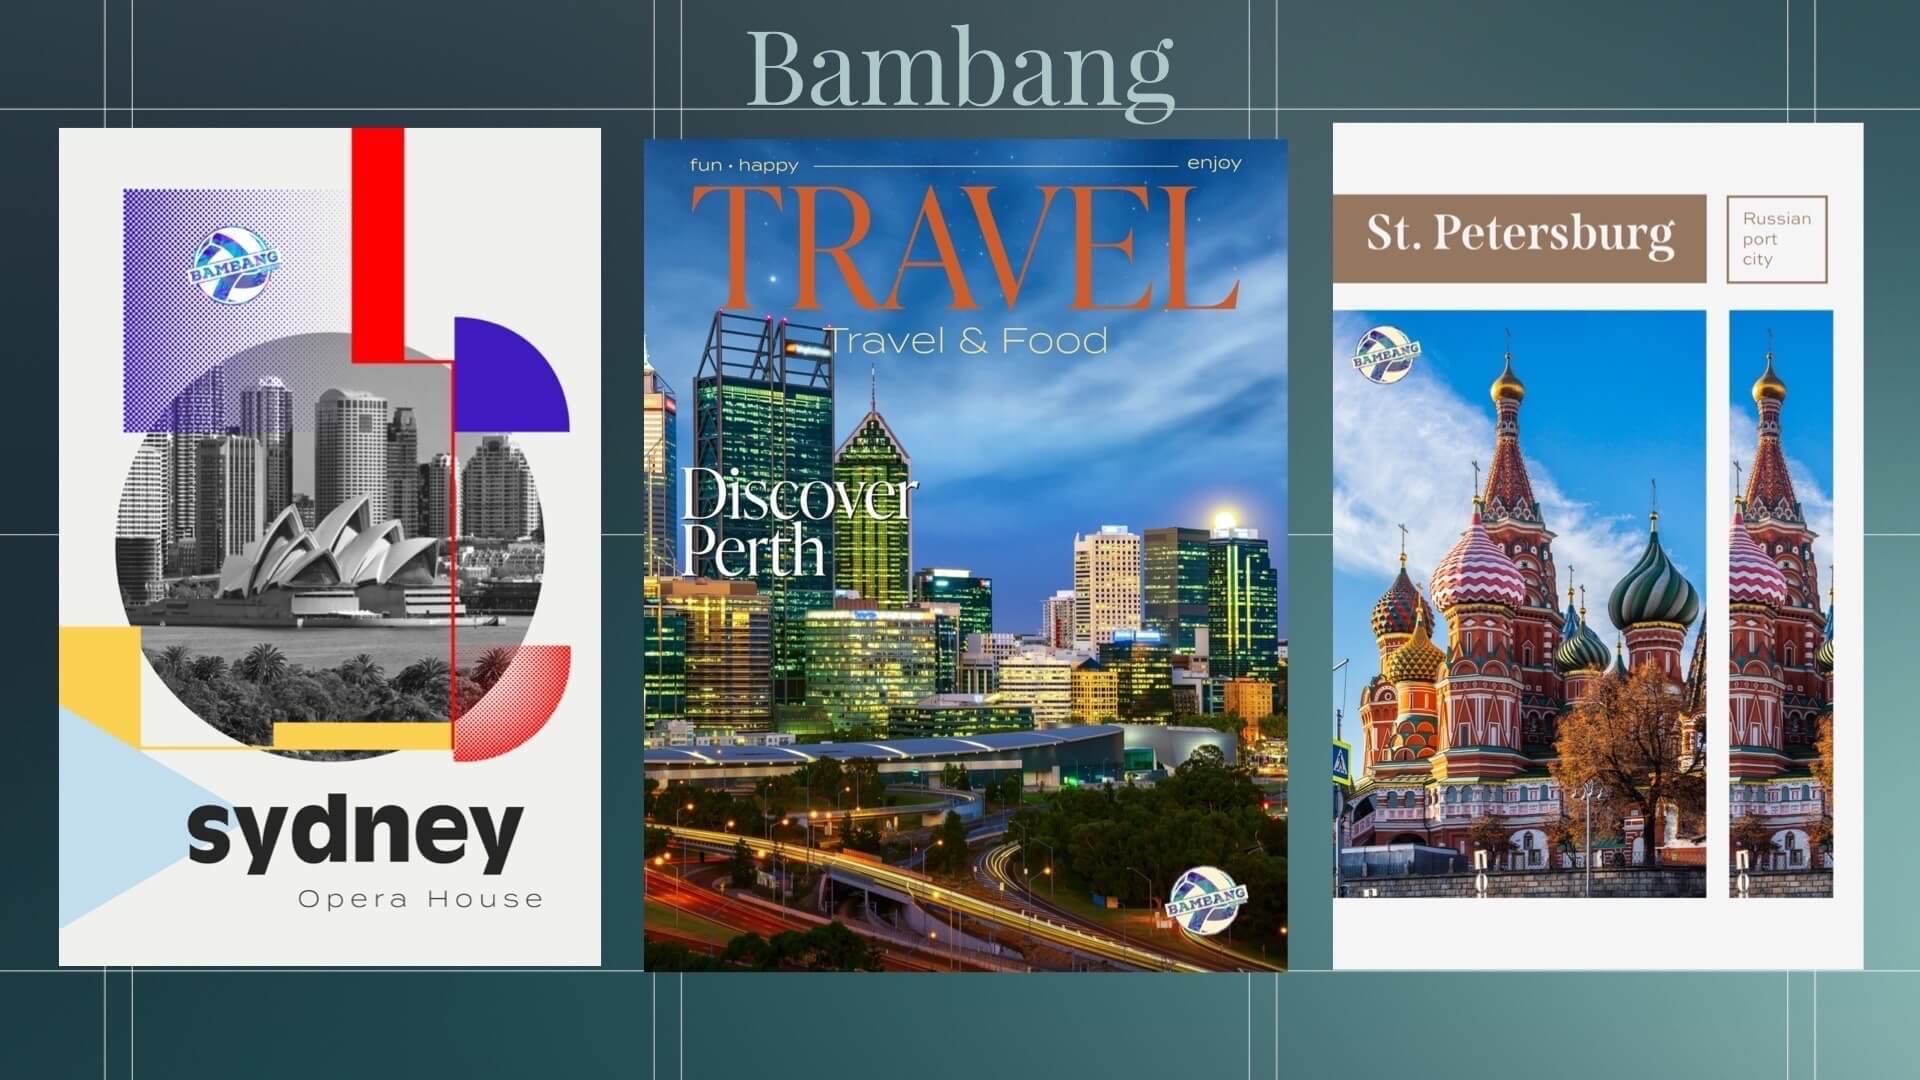 Bambang
BAMBANG
sydney
Opera House
fun • happy
enjoy
TRAVEL
Travel & Food
Discover
Perth
BAMBANG
St. Petersburg
Russian
port
city
BAMBANG